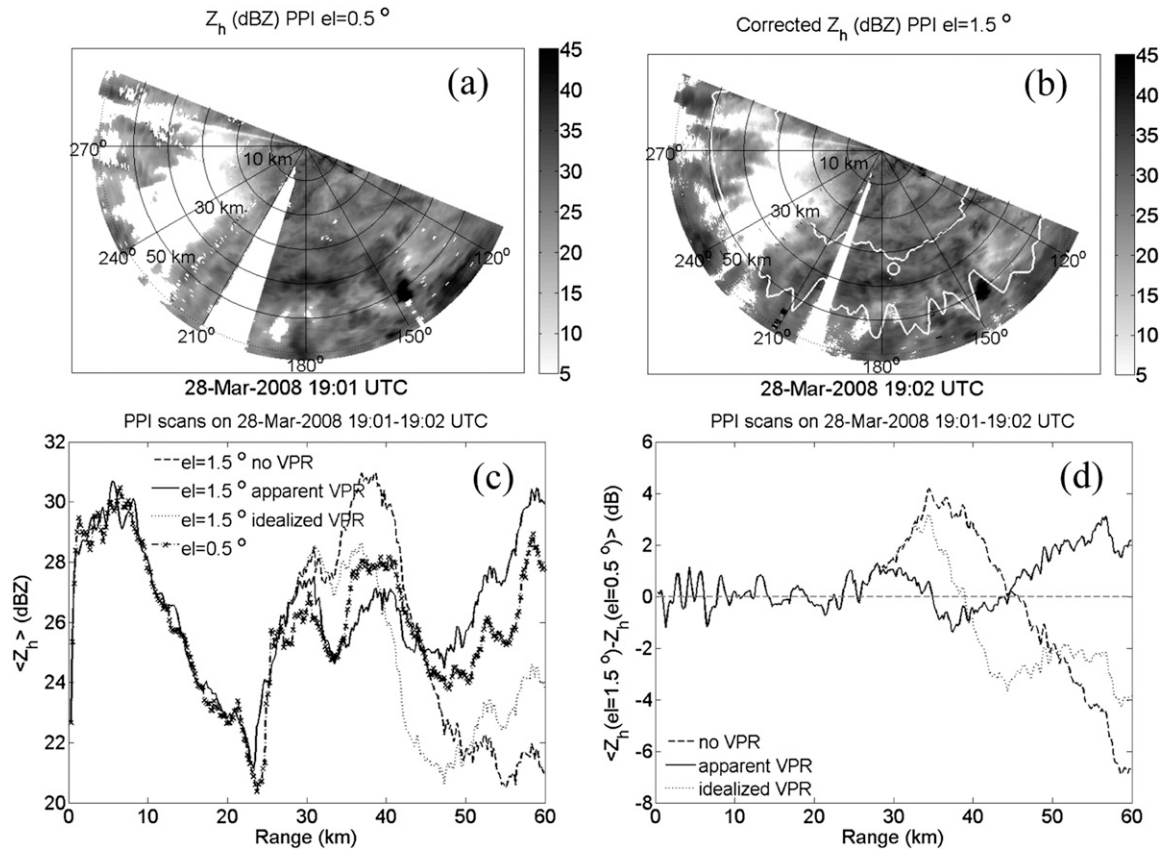 Z_h (dBZ) PPI el=0.5 °
(a)
45
40
35
30
25
20
15
10
5
270°
10 km
30 km
50 km
240°
210°
180°
150°
120°
28-Mar-2008 19:01 UTC
Corrected Z_h (dBZ) PPI el=1.5 °
(b)
45
40
35
30
25
20
15
10
5
270°
10 km
30 km
50 km
240°
210°
180°
150°
120°
28-Mar-2008 19:02 UTC
PPI scans on 28-Mar-2008 19:01-19:02 UTC
(c)
el=1.5 ° no VPR
el=1.5 ° apparent VPR
el=1.5 ° idealized VPR
el=0.5 °
<Z_h> (dBZ)
32
30
28
26
24
22
20
0 10 20 30 40 50 60
Range (km)
PPI scans on 28-Mar-2008 19:01-19:02 UTC
(d)
<Z_h(el=1.5 °)-Z_h(el=0.5 °)> (dB)
6
4
2
0
-2
-4
-6
-8
no VPR
apparent VPR
idealized VPR
0 10 20 30 40 50 60
Range (km)